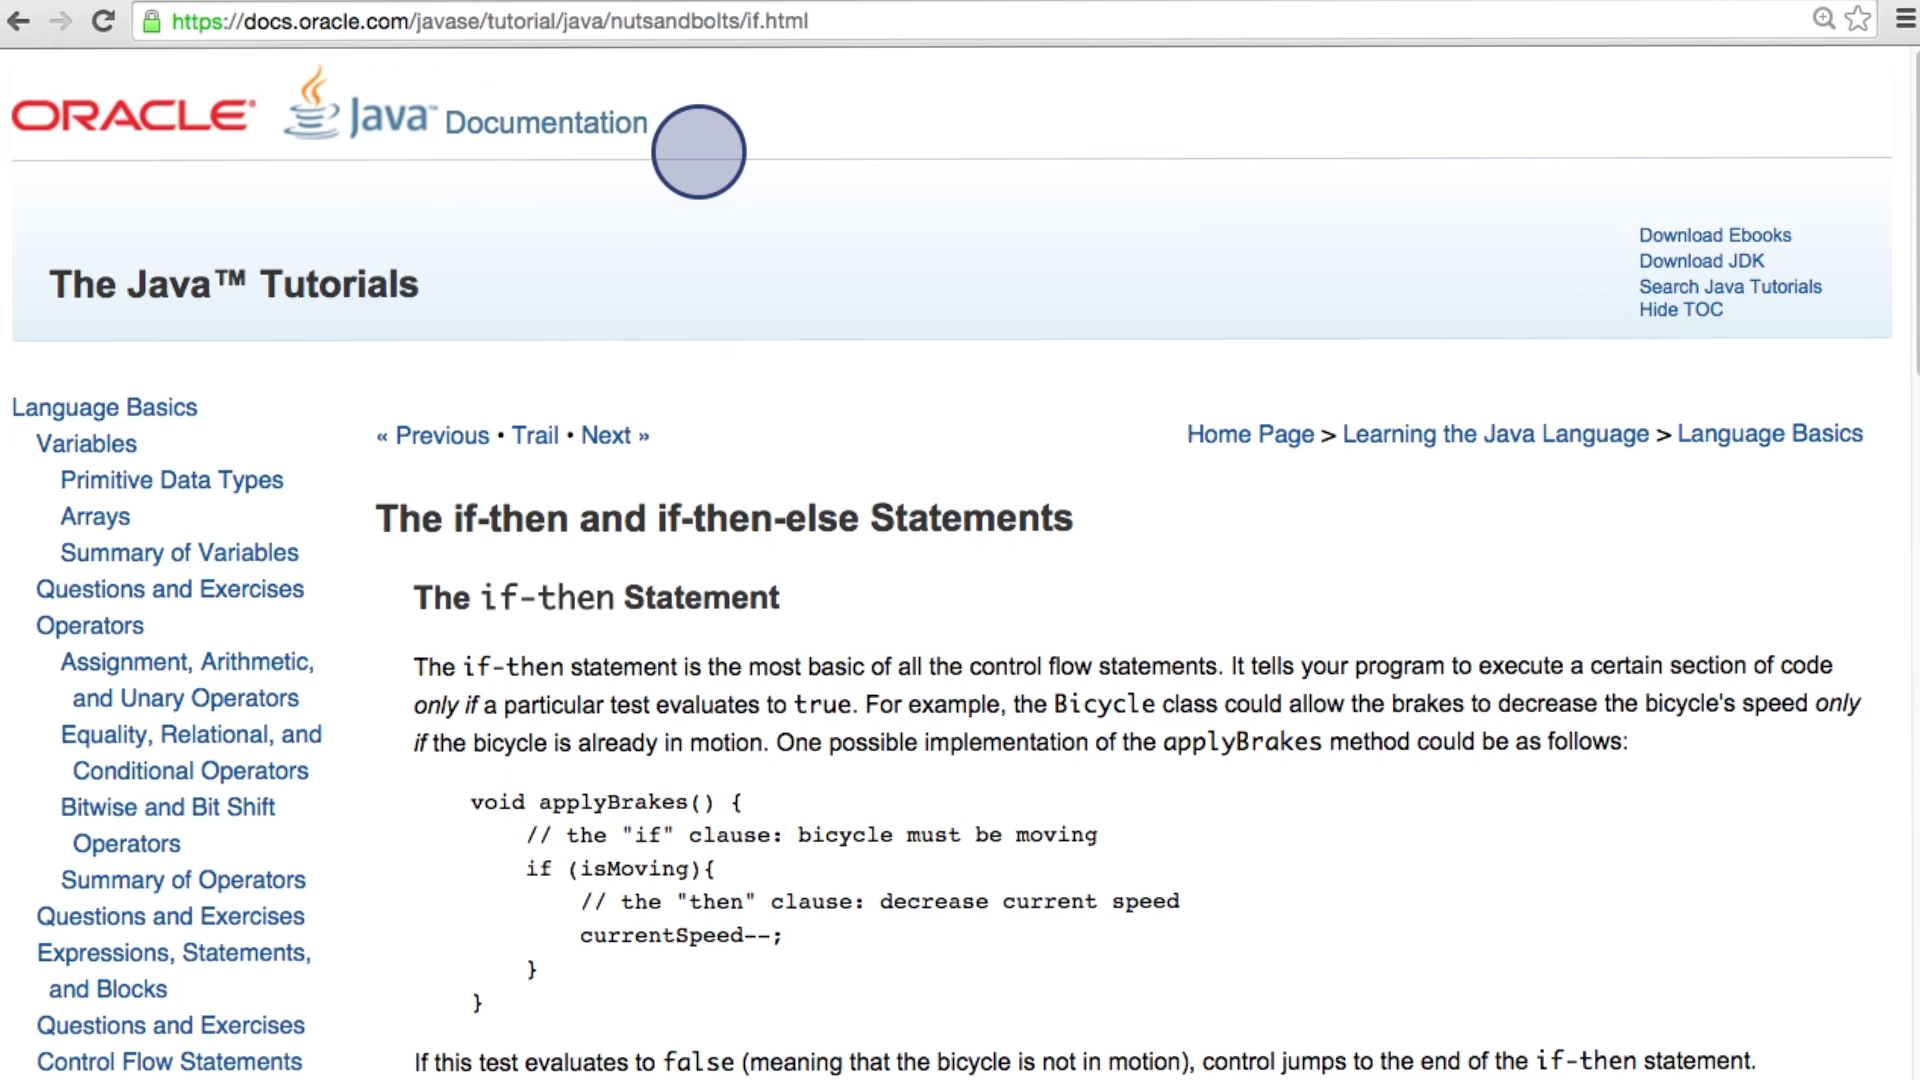 https://docs.oracle.com/javase/tutorial/java/nutsandbolts/if.html
ORACLE Java™ Documentation
The Java™ Tutorials
Download Ebooks
Download JDK
Search Java Tutorials
Hide TOC
Language Basics
Variables
Primitive Data Types
Arrays
Summary of Variables
Questions and Exercises
Operators
Assignment, Arithmetic,
and Unary Operators
Equality, Relational, and
Conditional Operators
Bitwise and Bit Shift
Operators
Summary of Operators
Questions and Exercises
Expressions, Statements,
and Blocks
Questions and Exercises
Control Flow Statements
« Previous • Trail • Next »
Home Page > Learning the Java Language > Language Basics
The if-then and if-then-else Statements
The if-then Statement
The if-then statement is the most basic of all the control flow statements. It tells your program to execute a certain section of code
only if a particular test evaluates to true. For example, the Bicycle class could allow the brakes to decrease the bicycle's speed only
if the bicycle is already in motion. One possible implementation of the applyBrakes method could be as follows:
void applyBrakes() {
// the "if" clause: bicycle must be moving
if (isMoving){
// the "then" clause: decrease current speed
currentSpeed--;
}
}
If this test evaluates to false (meaning that the bicycle is not in motion), control jumps to the end of the if-then statement.